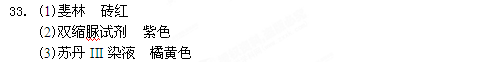 33. (1)斐林　砖红
(2)双缩脲试剂　紫色
(3)苏丹 III 染液　橘黄色